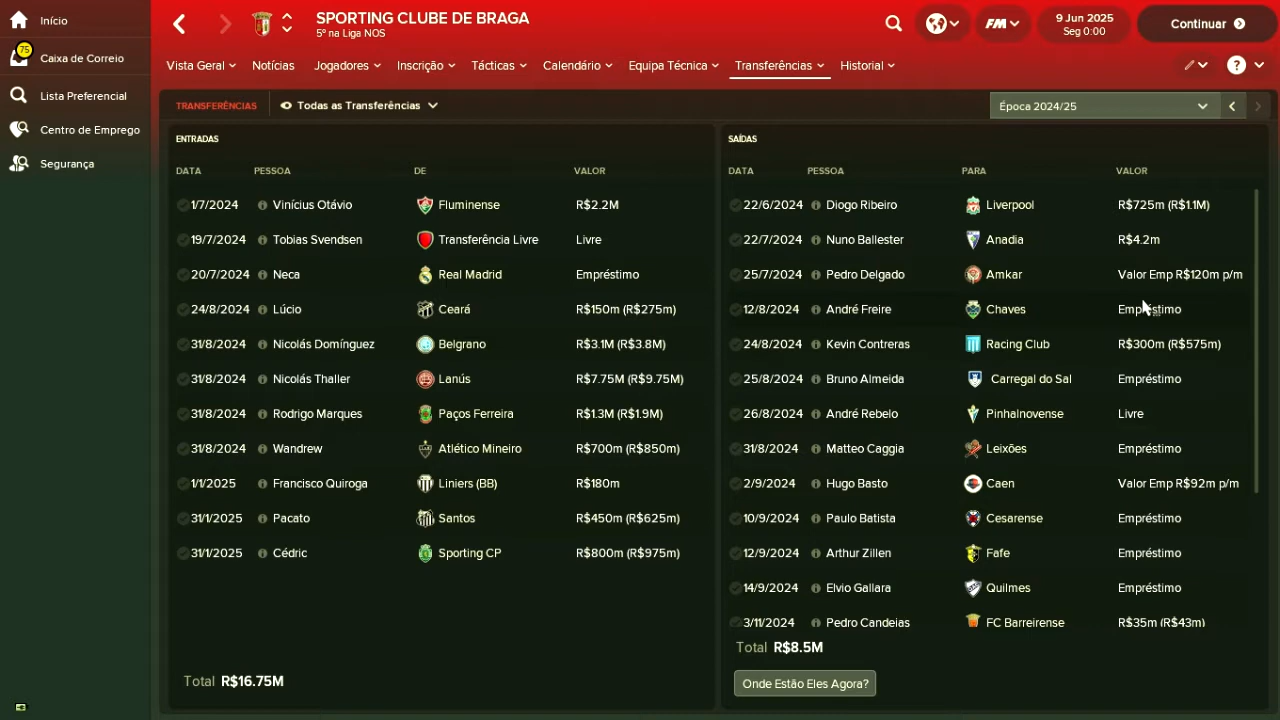 Início
75
Caixa de Correio
Lista Preferencial
Centro de Emprego
Segurança
SPORTING CLUBE DE BRAGA
5º na Liga NOS
FM
9 Jun 2025
Seg 0:00
Continuar
Vista Geral Notícias Jogadores Inscrição Tácticas Calendário Equipa Técnica Transferências Historial ?
TRANSFERÊNCIAS Todas as Transferências Época 2024/25
ENTRADAS
DATA PESSOA DE VALOR
1/7/2024 Vinícius Otávio Fluminense R$2.2M
19/7/2024 Tobias Svendsen Transferência Livre Livre
20/7/2024 Neca Real Madrid Empréstimo
24/8/2024 Lúcio Ceará R$150m (R$275m)
31/8/2024 Nicolás Domínguez Belgrano R$3.1M (R$3.8M)
31/8/2024 Nicolás Thaller Lanús R$7.75M (R$9.75M)
31/8/2024 Rodrigo Marques Paços Ferreira R$1.3M (R$1.9M)
31/8/2024 Wandrew Atlético Mineiro R$700m (R$850m)
1/1/2025 Francisco Quiroga Liniers (BB) R$180m
31/1/2025 Pacato Santos R$450m (R$625m)
31/1/2025 Cédric Sporting CP R$800m (R$975m)
Total R$16.75M
SAÍDAS
DATA PESSOA PARA VALOR
22/6/2024 Diogo Ribeiro Liverpool R$725m (R$1.1M)
22/7/2024 Nuno Ballester Anadia R$4.2m
25/7/2024 Pedro Delgado Amkar Valor Emp R$120m p/m
12/8/2024 André Freire Chaves Empréstimo
24/8/2024 Kevin Contreras Racing Club R$300m (R$575m)
25/8/2024 Bruno Almeida Carregal do Sal Empréstimo
26/8/2024 André Rebelo Pinhalnovense Livre
31/8/2024 Matteo Caggia Leixões Empréstimo
2/9/2024 Hugo Basto Caen Valor Emp R$92m p/m
10/9/2024 Paulo Batista Cesarense Empréstimo
12/9/2024 Arthur Zillen Fafe Empréstimo
14/9/2024 Elvio Gallara Quilmes Empréstimo
3/11/2024 Pedro Candeias FC Barreirense R$35m (R$43m)
Total R$8.5M
Onde Estão Eles Agora?